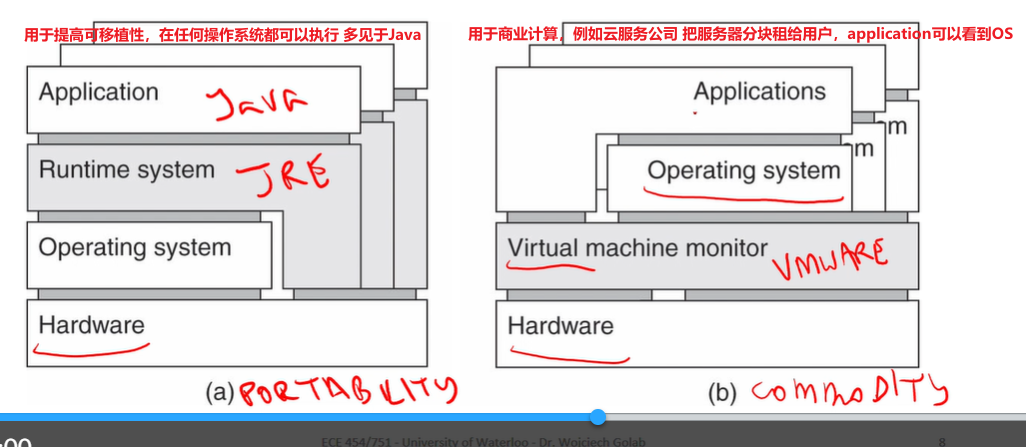 用于提高可移植性，在任何操作系统都可以执行 多见于Java
Application
JAVA
Runtime system
JRE
Operating system
Hardware
(a) PORTABILITY
用于商业计算，例如云服务公司 把服务器分块租给用户，application可以看到OS
Applications
m
m
Operating system
Virtual machine monitor
VMWARE
Hardware
(b) COMMODITY
:00
ECE 454/751 - University of Waterloo - Dr. Wojciech Golab
8